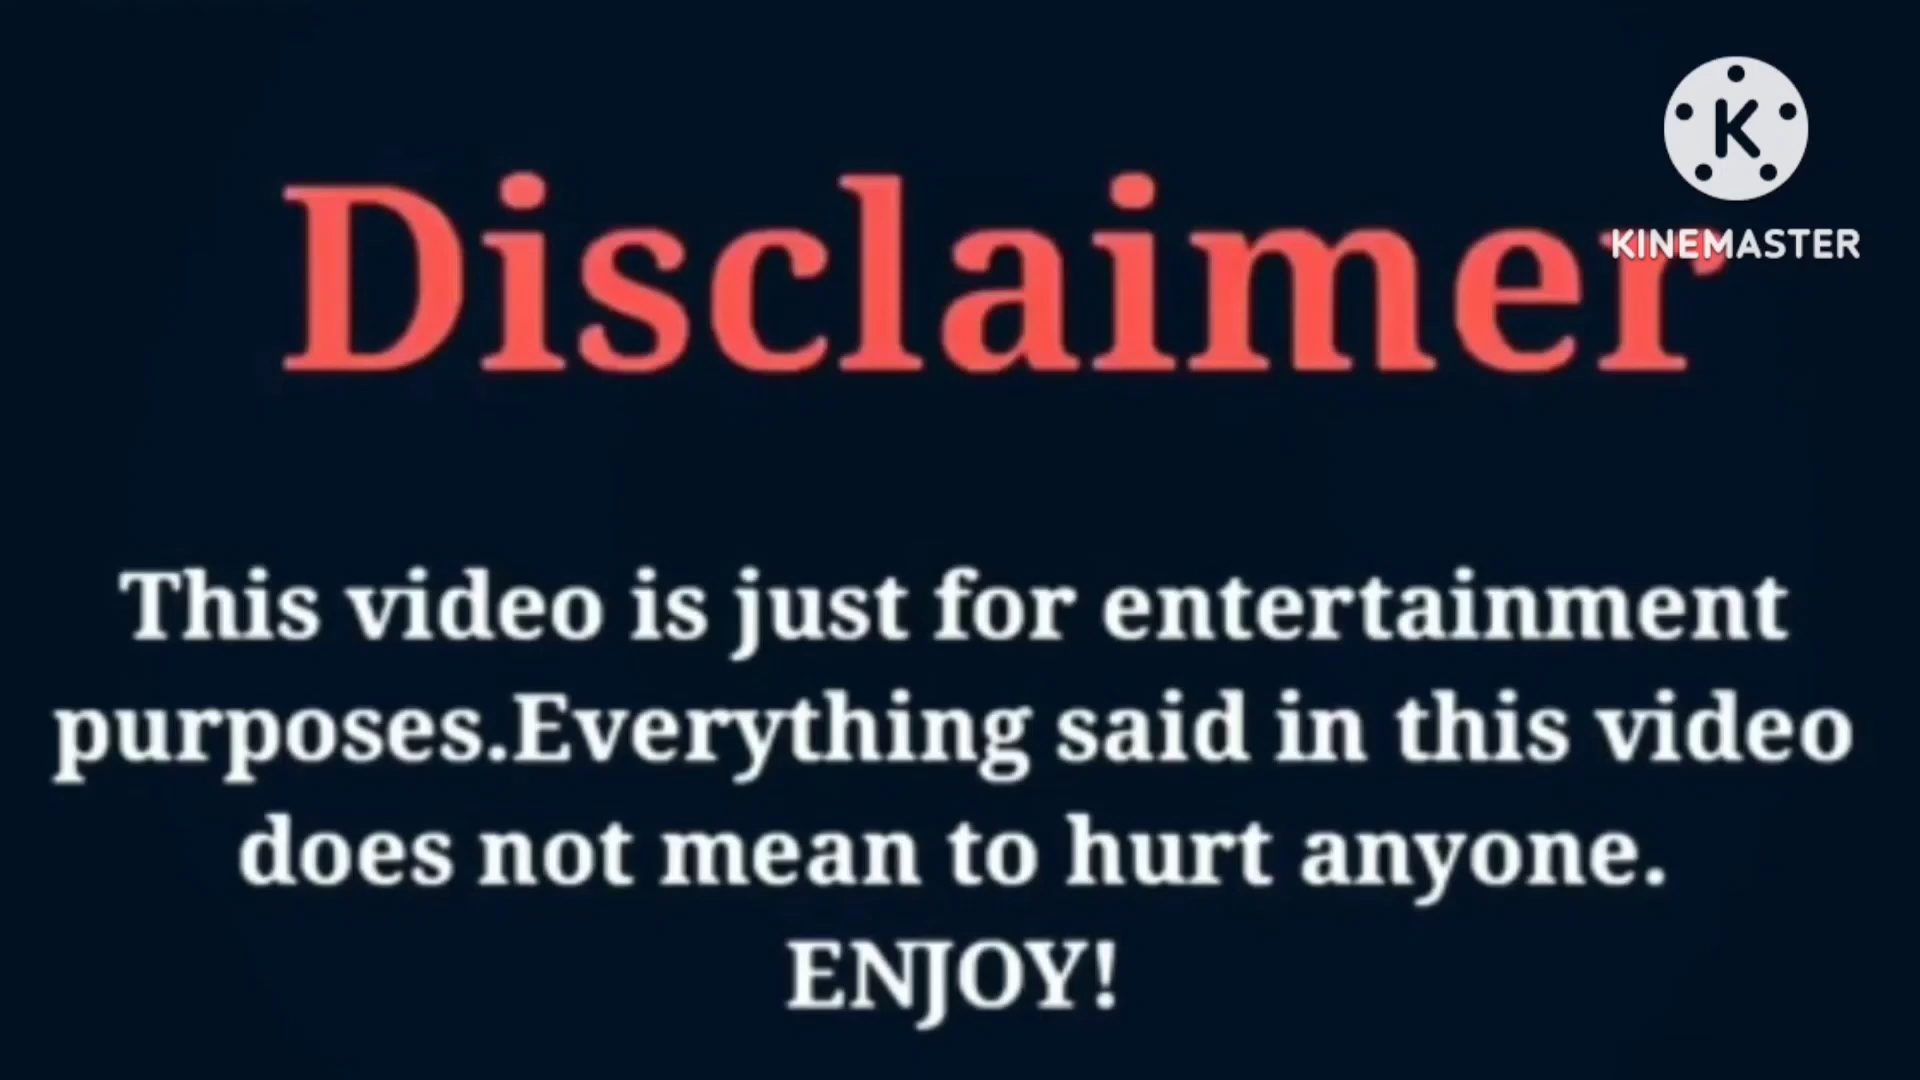 K
KINEMASTER
Disclaimer
This video is just for entertainment
purposes.Everything said in this video
does not mean to hurt anyone.
ENJOY!